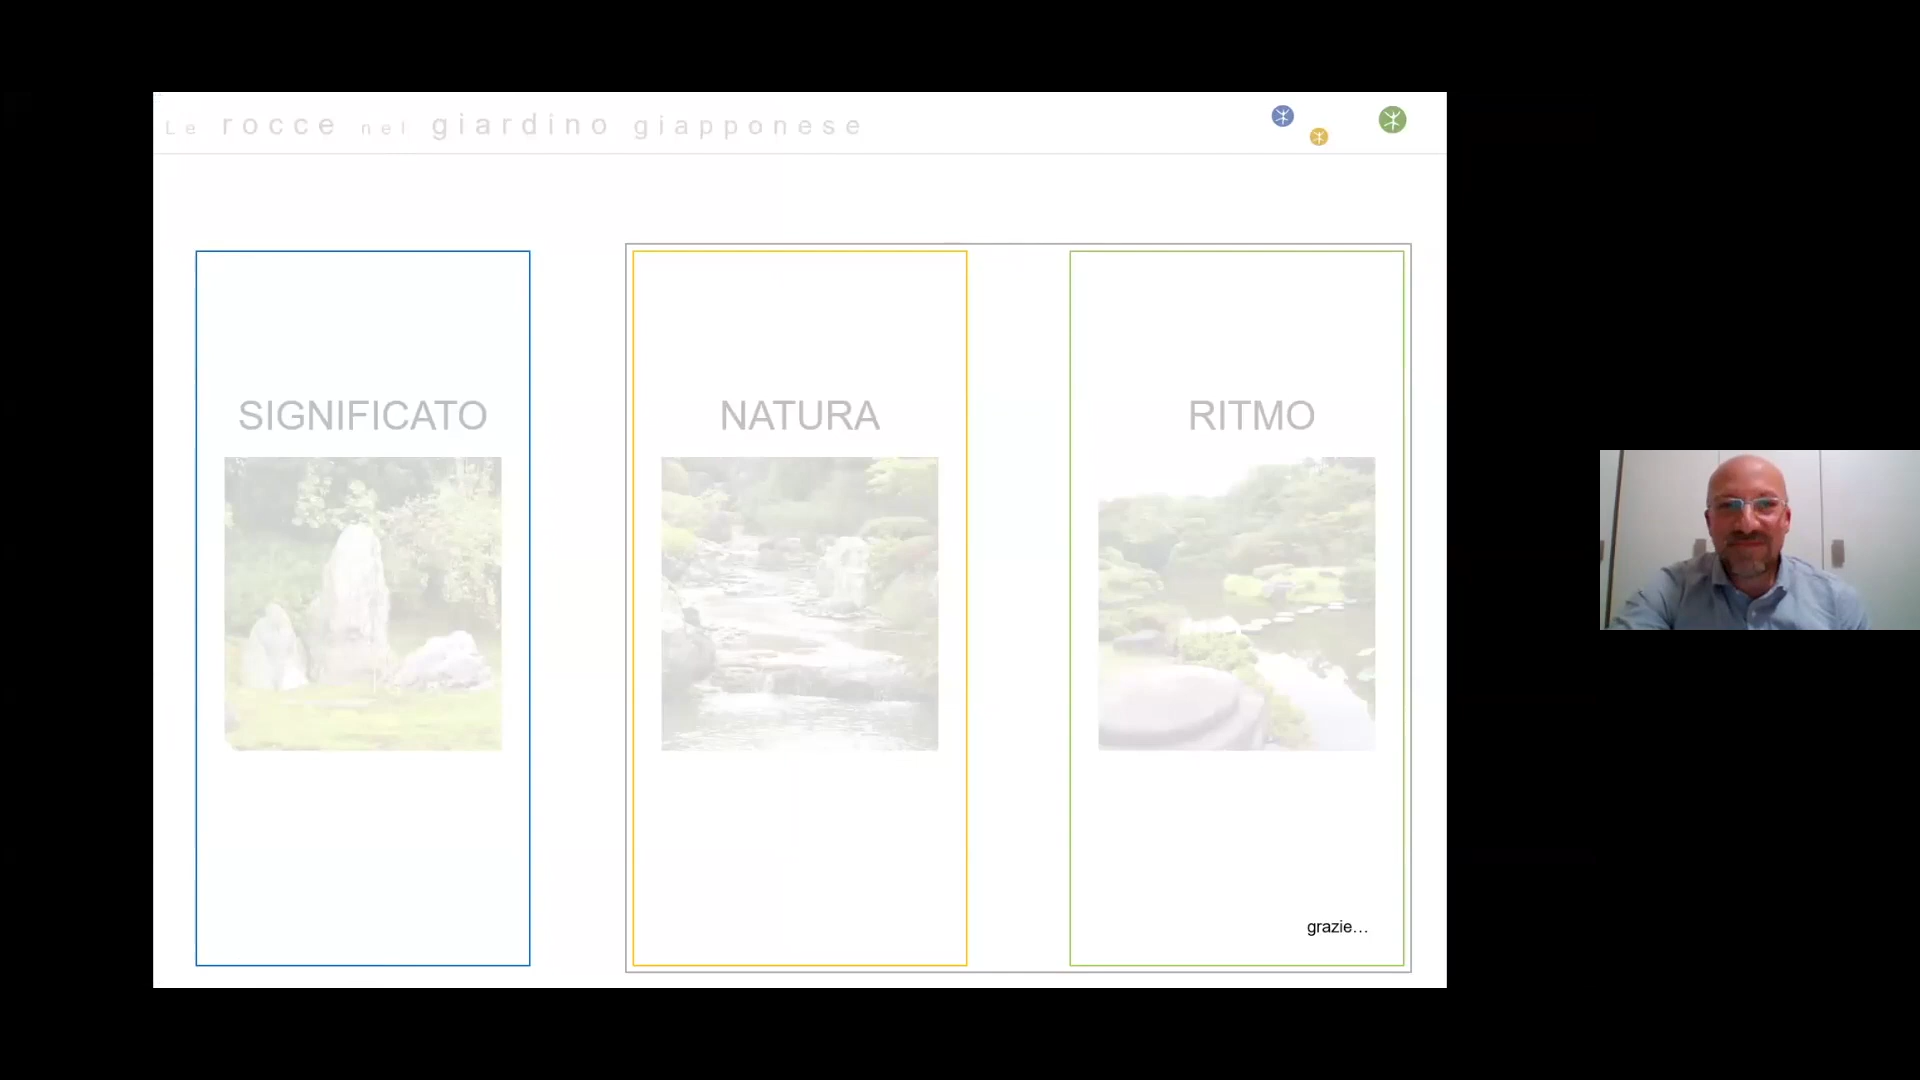 Le rocce nel giardino giapponese
SIGNIFICATO
NATURA
RITMO
grazie…